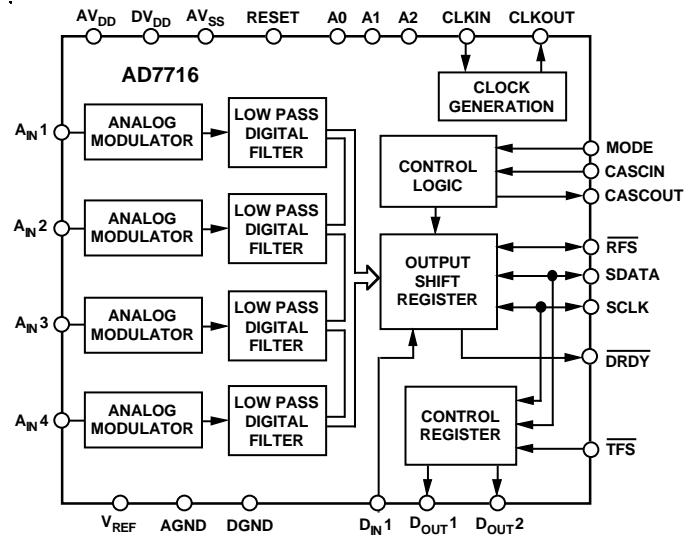 AVDD DVDD AVSS RESET A0 A1 A2 CLKIN CLKOUT
AD7716
CLOCK
GENERATION
AIN1
ANALOG
MODULATOR
LOW PASS
DIGITAL
FILTER
CONTROL
LOGIC
MODE
CASCIN
CASCOUT
AIN2
ANALOG
MODULATOR
LOW PASS
DIGITAL
FILTER
OUTPUT
SHIFT
REGISTER
RFS
SDATA
SCLK
DRDY
AIN3
ANALOG
MODULATOR
LOW PASS
DIGITAL
FILTER
AIN4
ANALOG
MODULATOR
LOW PASS
DIGITAL
FILTER
CONTROL
REGISTER
TFS
VREF AGND DGND DIN1 DOUT1 DOUT2